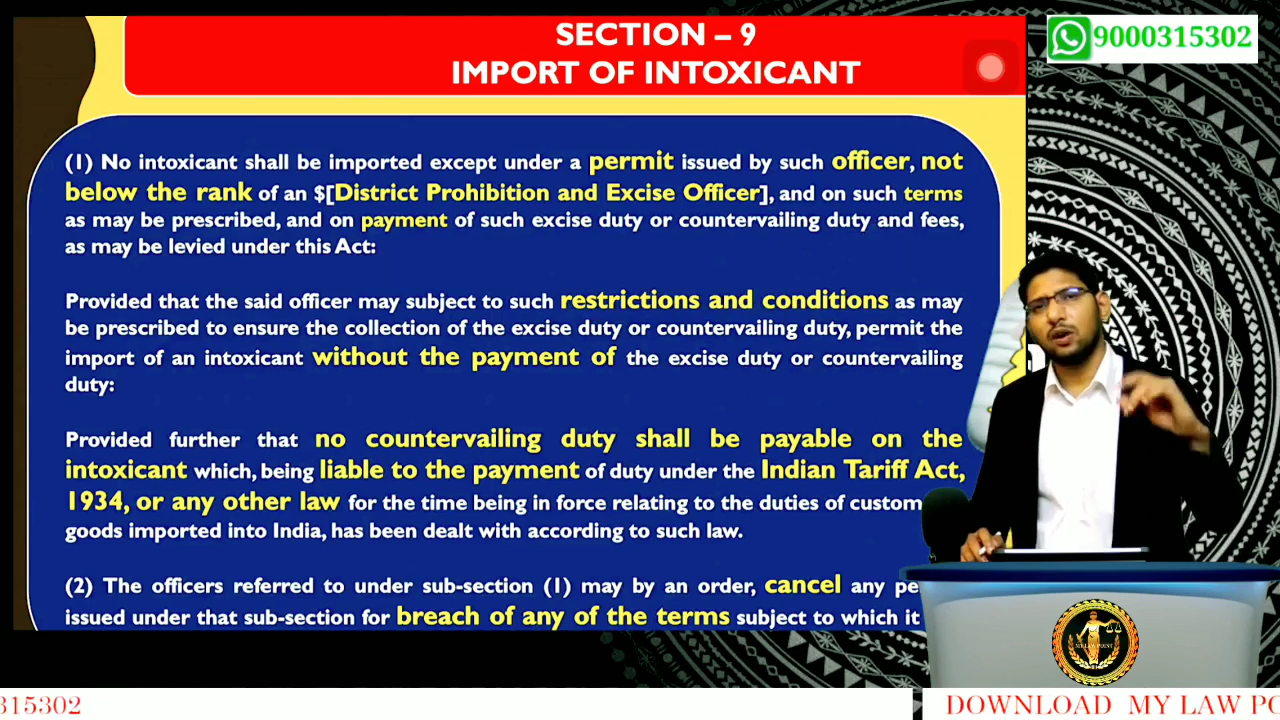 SECTION – 9
IMPORT OF INTOXICANT
9000315302
(1) No intoxicant shall be imported except under a permit issued by such officer, not
below the rank of an $[District Prohibition and Excise Officer], and on such terms
as may be prescribed, and on payment of such excise duty or countervailing duty and fees,
as may be levied under this Act:
Provided that the said officer may subject to such restrictions and conditions as may
be prescribed to ensure the collection of the excise duty or countervailing duty, permit the
import of an intoxicant without the payment of the excise duty or countervailing
duty:
Provided further that no countervailing duty shall be payable on the
intoxicant which, being liable to the payment of duty under the Indian Tariff Act,
1934, or any other law for the time being in force relating to the duties of custom
goods imported into India, has been dealt with according to such law.
(2) The officers referred to under sub-section (1) may by an order, cancel any pe
issued under that sub-section for breach of any of the terms subject to which it
MY LAW POINT
315302
DOWNLOAD MY LAW PO